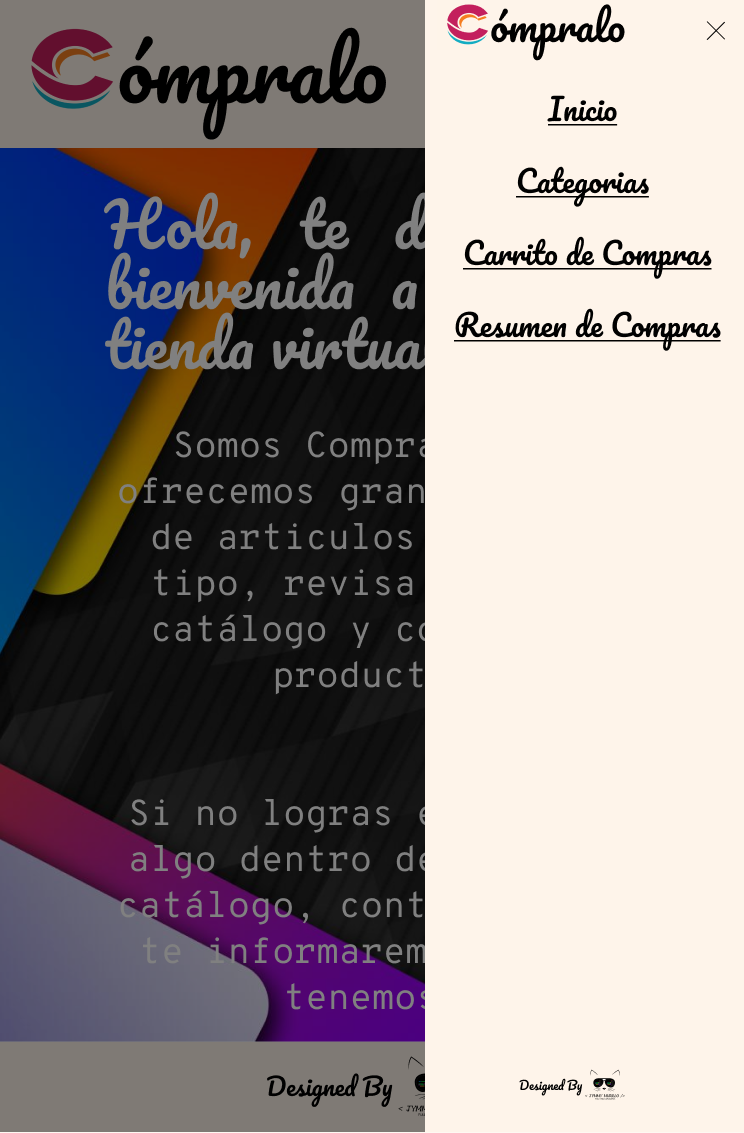 Cómpralo
Cómpralo
Inicio
Categorias
Carrito de Compras
Resumen de Compras
Hola, te
bienvenida a
tienda virtua
Somos Compra
ofrecemos gran
de articulos
tipo, revisa
catálogo y co
product
Si no logras
algo dentro de
catálogo, cont
te informarem
tenemos
Designed By
Designed By